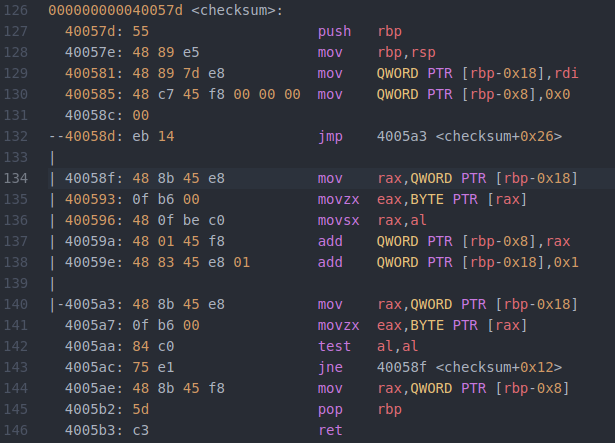 126 000000000040057d <checksum>:
127   40057d: 55                      push   rbp
128   40057e: 48 89 e5                mov    rbp,rsp
129   400581: 48 89 7d e8             mov    QWORD PTR [rbp-0x18],rdi
130   400585: 48 c7 45 f8 00 00 00    mov    QWORD PTR [rbp-0x8],0x0
131   40058c: 00
132 --40058d: eb 14                   jmp    4005a3 <checksum+0x26>
133 |
134 | 40058f: 48 8b 45 e8             mov    rax,QWORD PTR [rbp-0x18]
135 | 400593: 0f b6 00                movzx  eax,BYTE PTR [rax]
136 | 400596: 48 0f be c0             movsx  rax,al
137 | 40059a: 48 01 45 f8             add    QWORD PTR [rbp-0x8],rax
138 | 40059e: 48 83 45 e8 01          add    QWORD PTR [rbp-0x18],0x1
139 |
140 |-4005a3: 48 8b 45 e8             mov    rax,QWORD PTR [rbp-0x18]
141   4005a7: 0f b6 00                movzx  eax,BYTE PTR [rax]
142   4005aa: 84 c0                   test   al,al
143   4005ac: 75 e1                   jne    40058f <checksum+0x12>
144   4005ae: 48 8b 45 f8             mov    rax,QWORD PTR [rbp-0x8]
145   4005b2: 5d                      pop    rbp
146   4005b3: c3                      ret